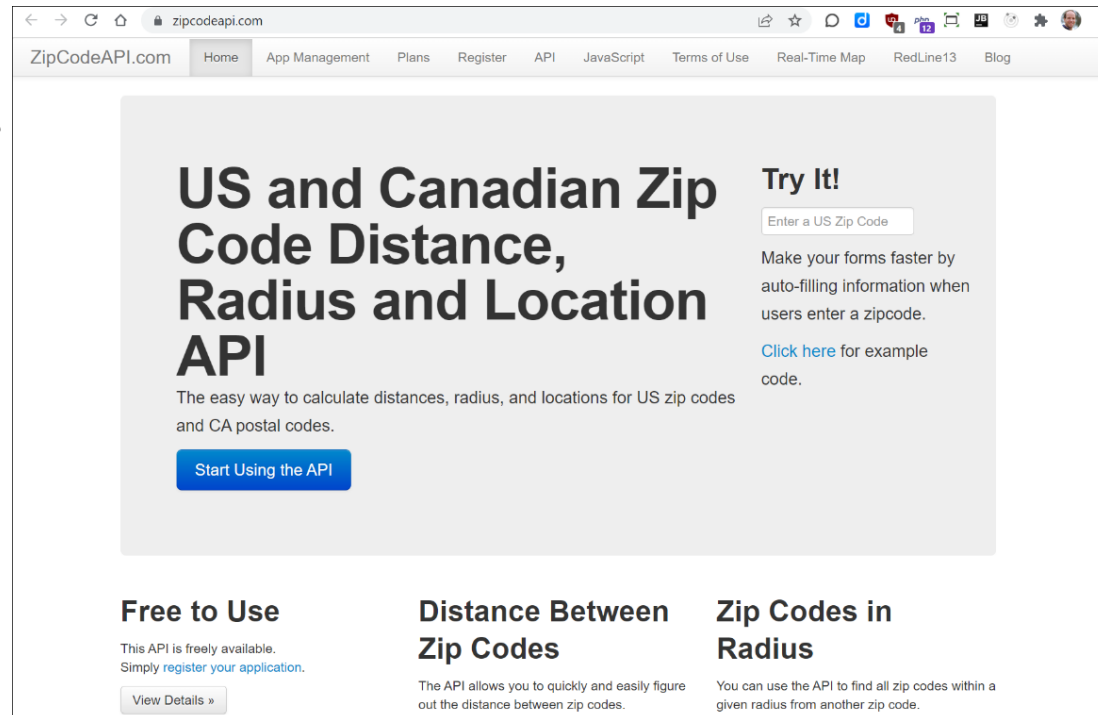 zipcodeapi.com
4
12
JB
ZipCodeAPI.com Home App Management Plans Register API JavaScript Terms of Use Real-Time Map RedLine13 Blog
US and Canadian Zip
Code Distance,
Radius and Location
API
The easy way to calculate distances, radius, and locations for US zip codes
and CA postal codes.
Start Using the API
Try It!
Enter a US Zip Code
Make your forms faster by
auto-filling information when
users enter a zipcode.
Click here for example
code.
Free to Use
This API is freely available.
Simply register your application.
View Details »
Distance Between
Zip Codes
The API allows you to quickly and easily figure
out the distance between zip codes.
Zip Codes in
Radius
You can use the API to find all zip codes within a
given radius from another zip code.